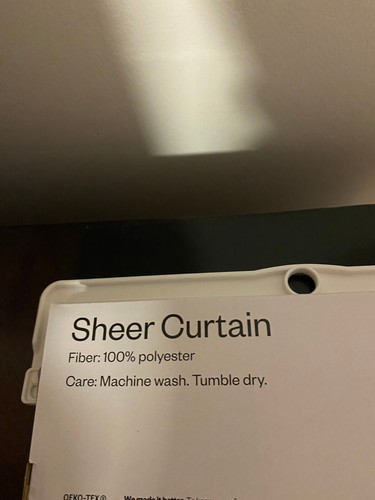 Sheer Curtain
Fiber: 100% polyester
Care: Machine wash. Tumble dry.
OEKO-TEX® We made it better.